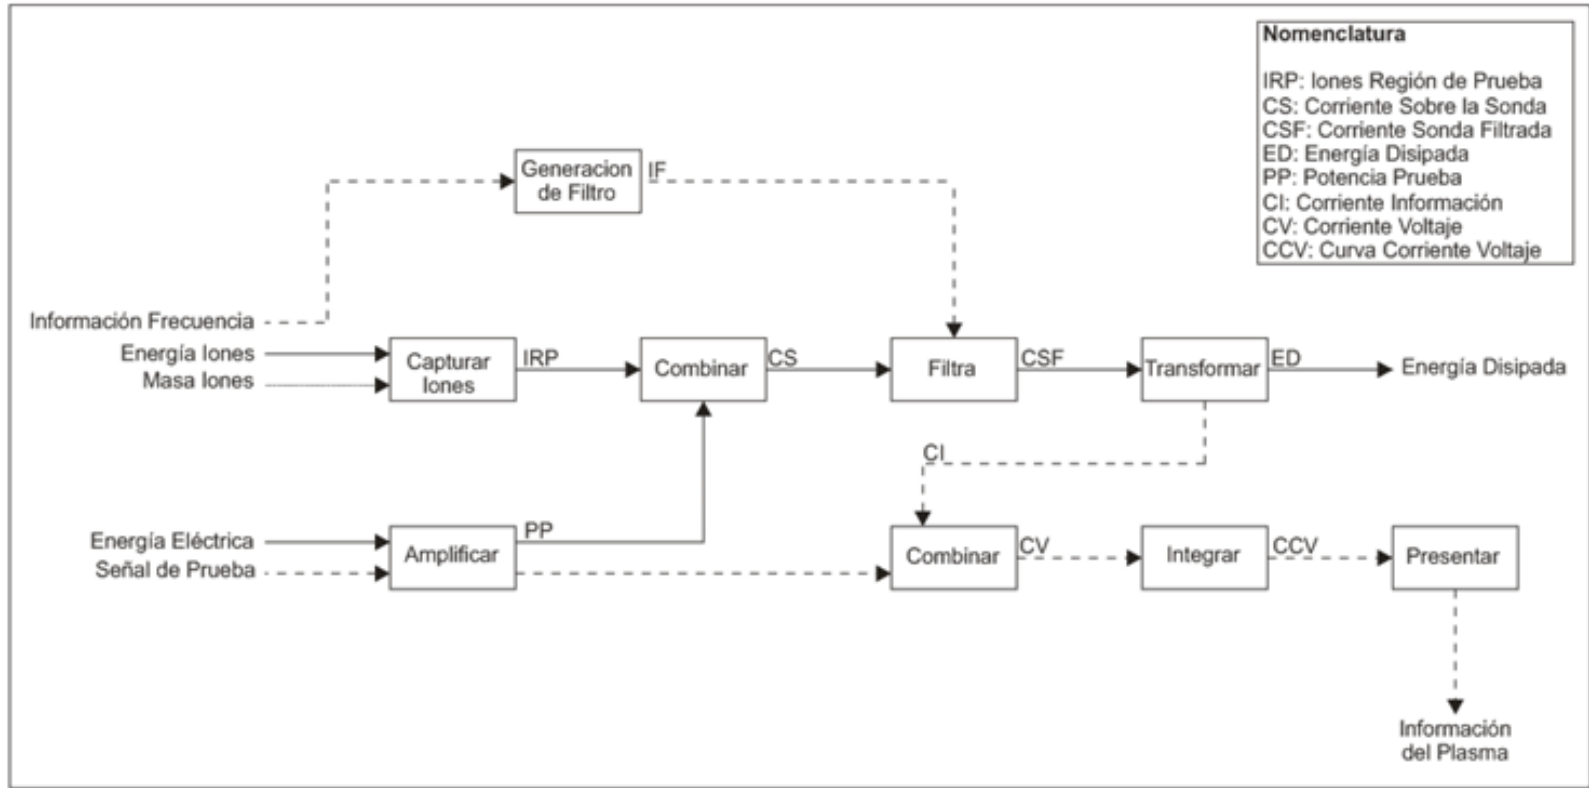 Nomenclatura
IRP: Iones Región de Prueba
CS: Corriente Sobre la Sonda
CSF: Corriente Sonda Filtrada
ED: Energía Disipada
PP: Potencia Prueba
CI: Corriente Información
CV: Corriente Voltaje
CCV: Curva Corriente Voltaje
Generacion
de Filtro
IF
Información Frecuencia
Energía Iones
Masa Iones
Capturar
Iones
IRP
Combinar
CS
Filtra
CSF
Transformar
ED
Energía Disipada
CI
Energía Eléctrica
Señal de Prueba
Amplificar
PP
Combinar
CV
Integrar
CCV
Presentar
Información
del Plasma